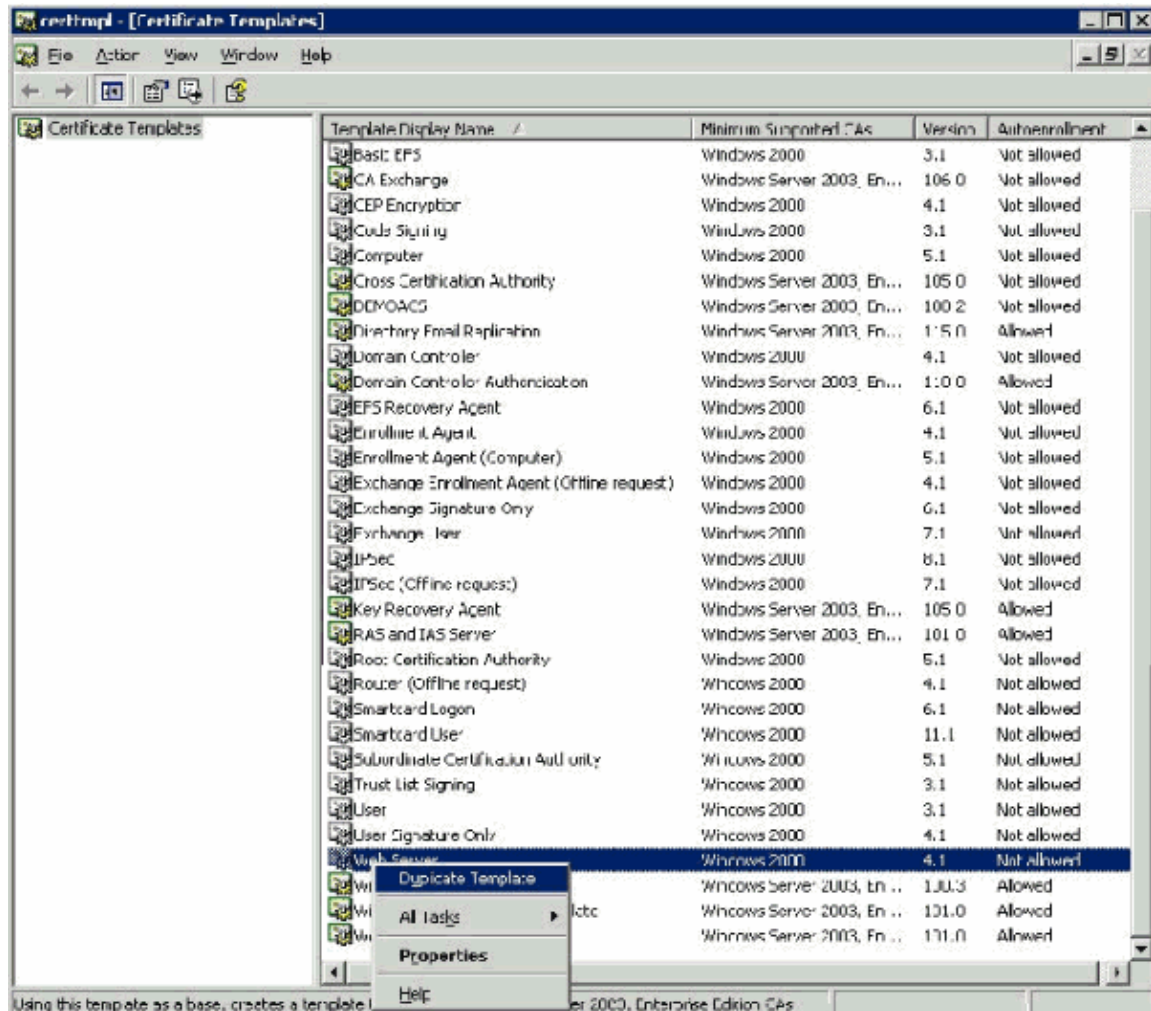 certtmpl - [Certificate Templates]
File Action View Window Help
Certificate Templates
Template Display Name Minimum Supported CAs Version Autoenrollment
Basic EFS Windows 2000 3.1 Not allowed
CA Exchange Windows Server 2003, En... 106.0 Not allowed
CEP Encryption Windows 2000 4.1 Not allowed
Code Signing Windows 2000 3.1 Not allowed
Computer Windows 2000 5.1 Not allowed
Cross Certification Authority Windows Server 2003, En... 105.0 Not allowed
DEMOACS Windows Server 2003, En... 100.2 Not allowed
Directory Email Replication Windows Server 2003, En... 115.0 Allowed
Domain Controller Windows 2000 4.1 Not allowed
Domain Controller Authentication Windows Server 2003, En... 110.0 Allowed
EFS Recovery Agent Windows 2000 6.1 Not allowed
Enrollment Agent Windows 2000 4.1 Not allowed
Enrollment Agent (Computer) Windows 2000 5.1 Not allowed
Exchange Enrollment Agent (Offline request) Windows 2000 4.1 Not allowed
Exchange Signature Only Windows 2000 6.1 Not allowed
Exchange User Windows 2000 7.1 Not allowed
IPSec Windows 2000 8.1 Not allowed
IPSec (Offline request) Windows 2000 7.1 Not allowed
Key Recovery Agent Windows Server 2003, En... 105.0 Allowed
RAS and IAS Server Windows Server 2003, En... 101.0 Allowed
Root Certification Authority Windows 2000 5.1 Not allowed
Router (Offline request) Windows 2000 4.1 Not allowed
Smartcard Logon Windows 2000 6.1 Not allowed
Smartcard User Windows 2000 11.1 Not allowed
Subordinate Certification Authority Windows 2000 5.1 Not allowed
Trust List Signing Windows 2000 3.1 Not allowed
User Windows 2000 3.1 Not allowed
User Signature Only Windows 2000 4.1 Not allowed
Web Server Windows 2000 4.1 Not allowed
Windows Server 2003, En... 100.3 Allowed
Windows Server 2003, En... 101.0 Allowed
Windows Server 2003, En... 101.0 Allowed
Duplicate Template
All Tasks
Properties
Help
Using this template as a base, creates a template 2003, Enterprise Edition CAs